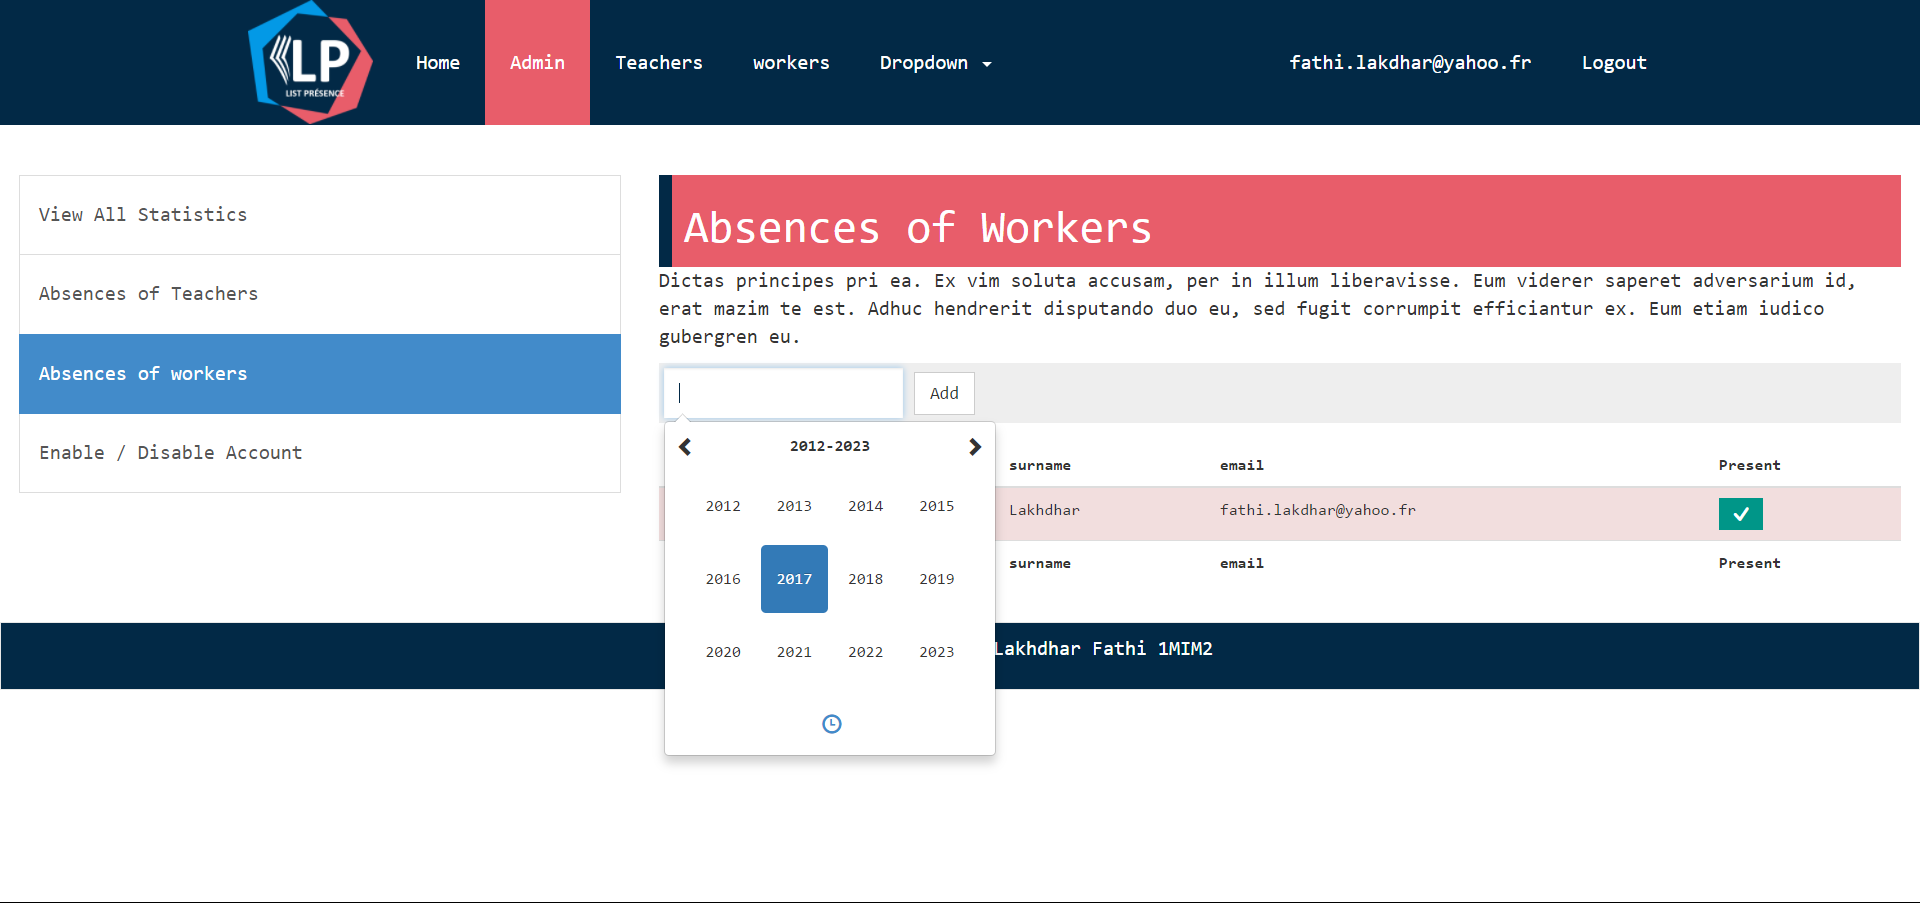 LP
LIST PRÉSENCE
Home
Admin
Teachers
workers
Dropdown
fathi.lakdhar@yahoo.fr
Logout
View All Statistics
Absences of Teachers
Absences of workers
Enable / Disable Account
Absences of Workers
Dictas principes pri ea. Ex vim soluta accusam, per in illum liberavisse. Eum viderer saperet adversarium id,
erat mazim te est. Adhuc hendrerit disputando duo eu, sed fugit corrumpit efficiantur ex. Eum etiam iudico
gubergren eu.
Add
2012-2023
2012 2013 2014 2015
2016 2017 2018 2019
2020 2021 2022 2023
surname email Present
Lakhdhar fathi.lakdhar@yahoo.fr
surname email Present
Lakhdhar Fathi 1MIM2